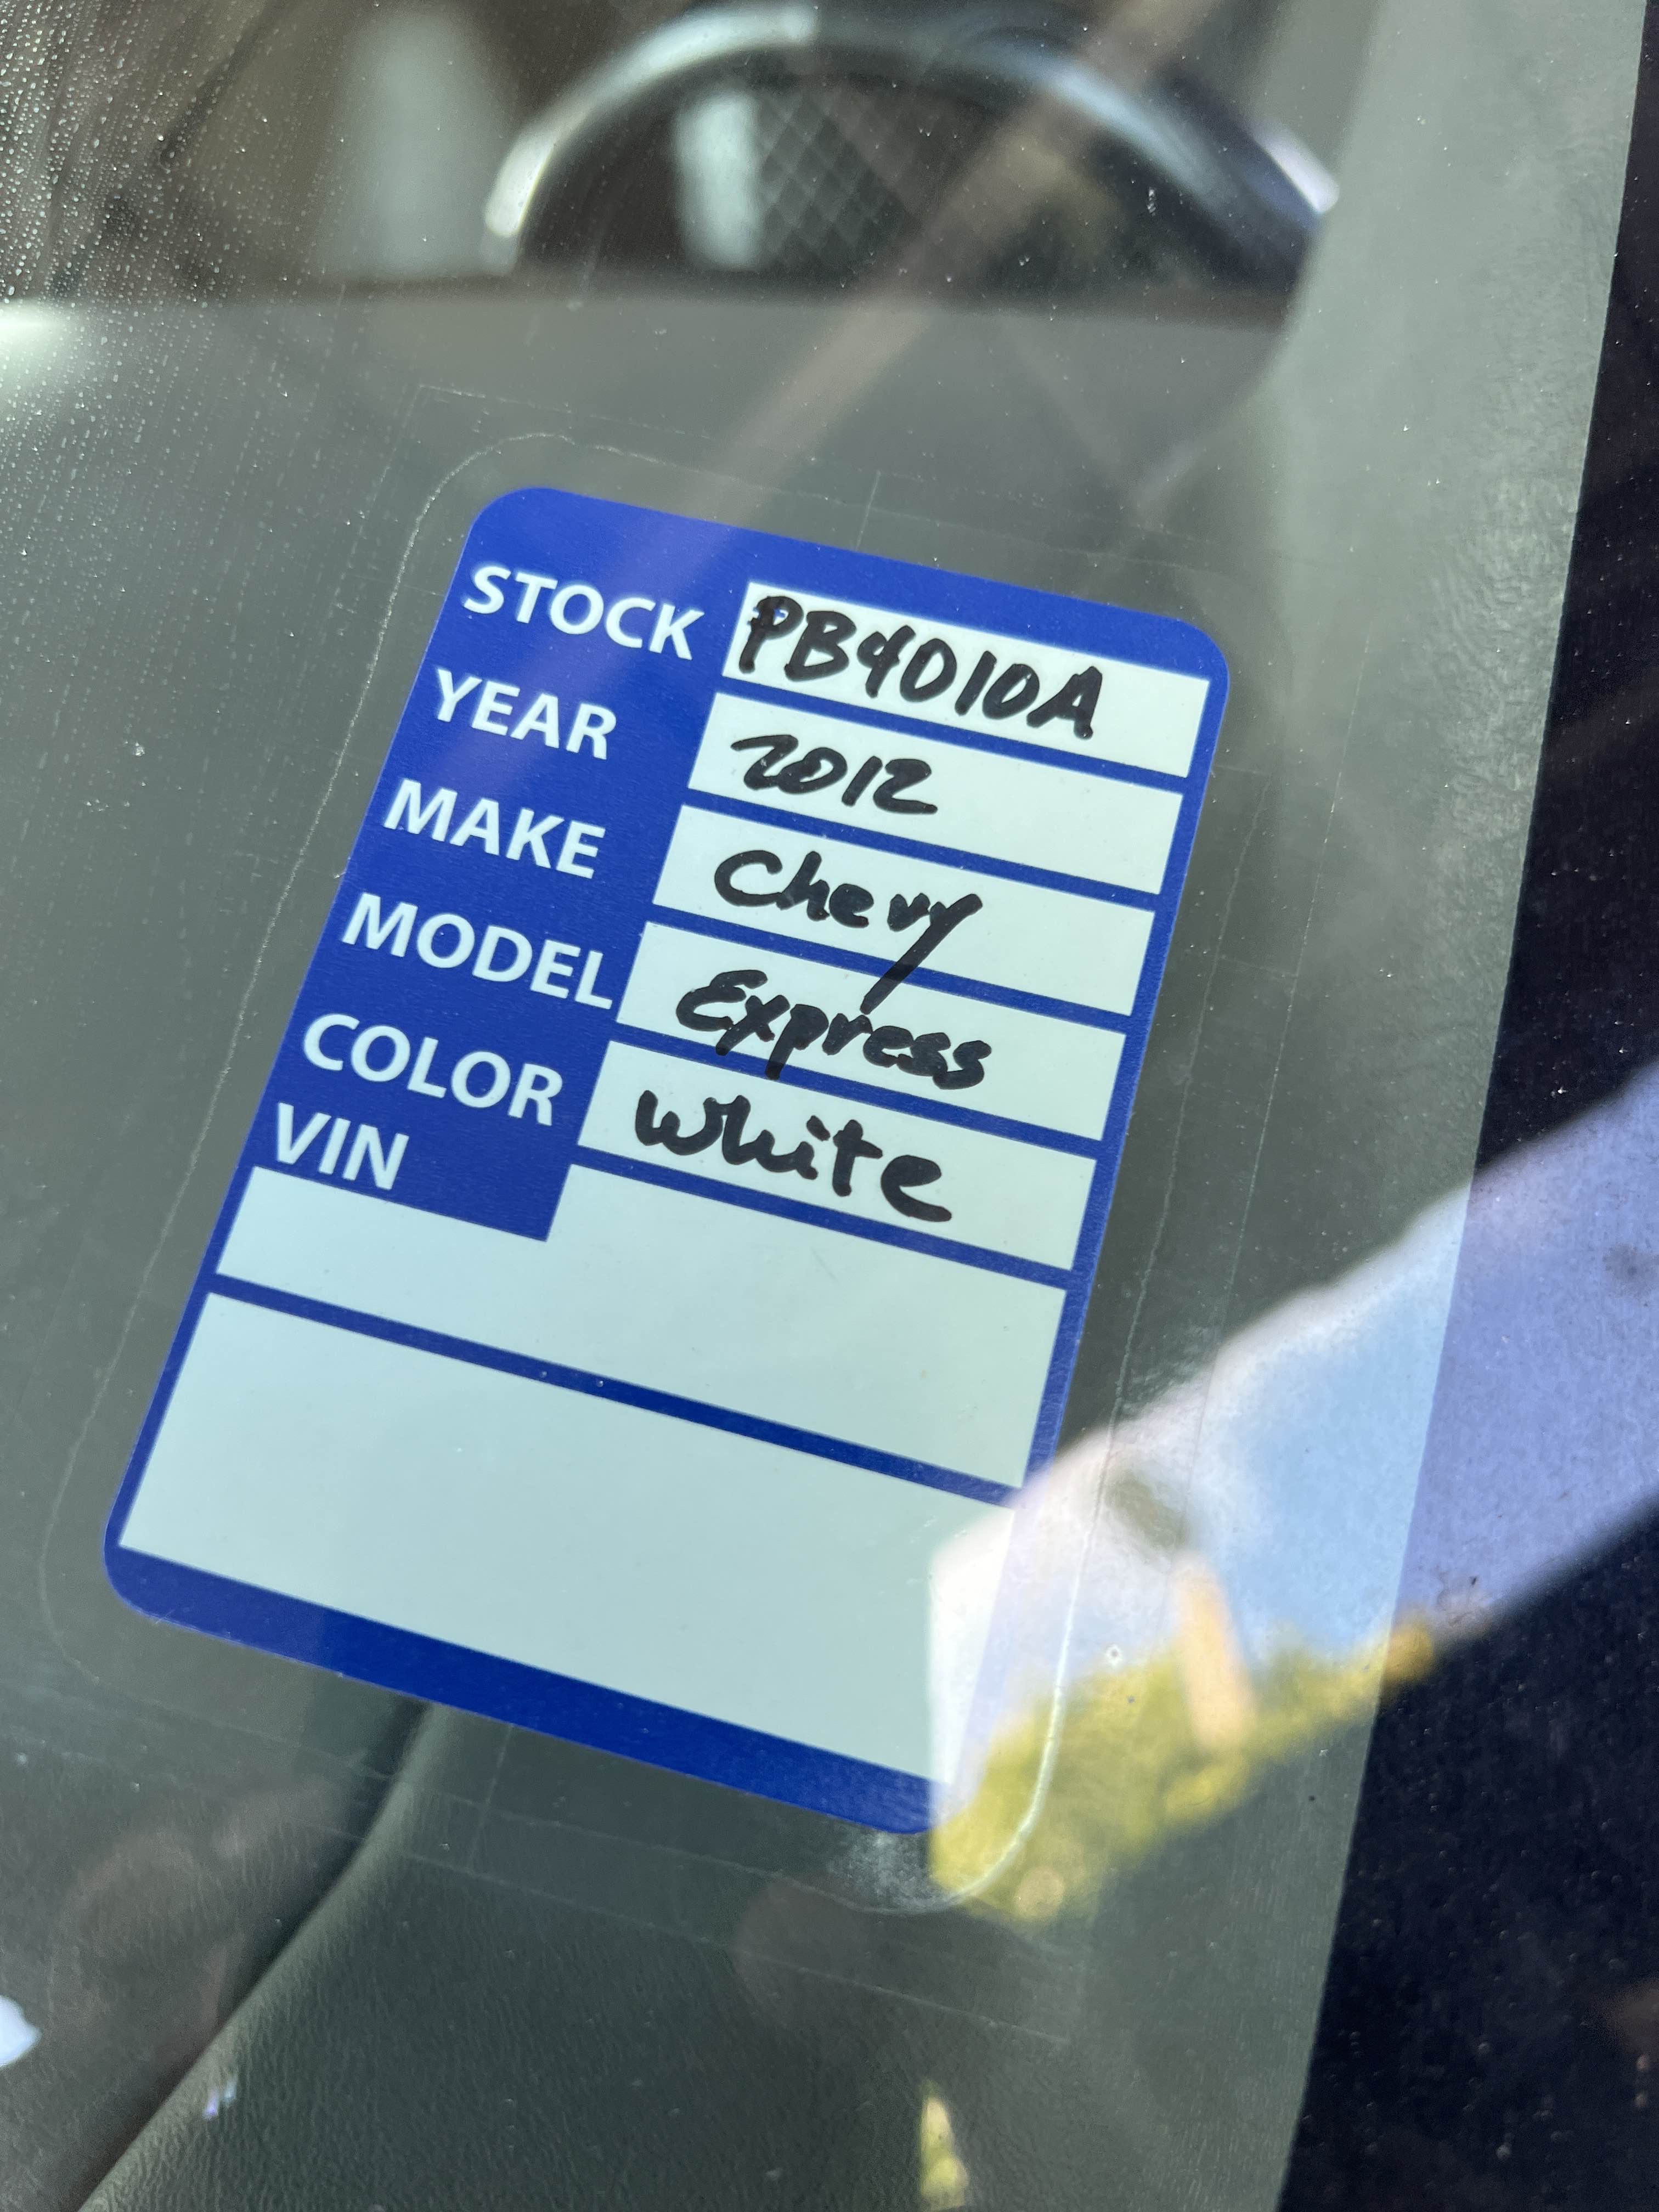 STOCK PB4010A
YEAR 2012
MAKE Chevy
MODEL Express
COLOR White
VIN